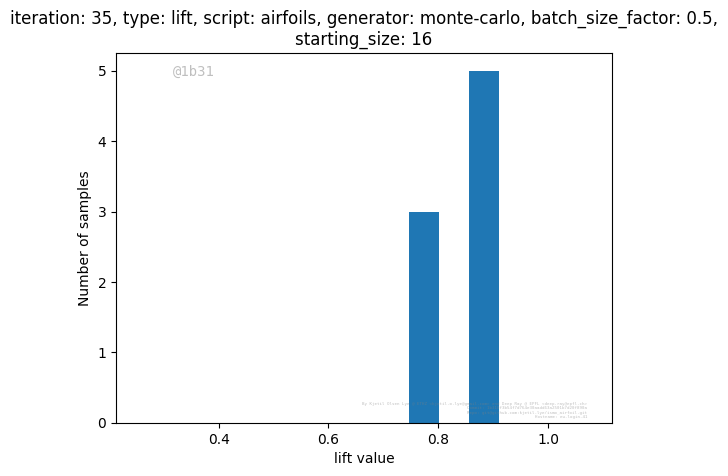 iteration: 35, type: lift, script: airfoils, generator: monte-carlo, batch_size_factor: 0.5,
starting_size: 16
@1b31
5
4
3
2
1
0
Number of samples
0.4 0.6 0.8 1.0
lift value